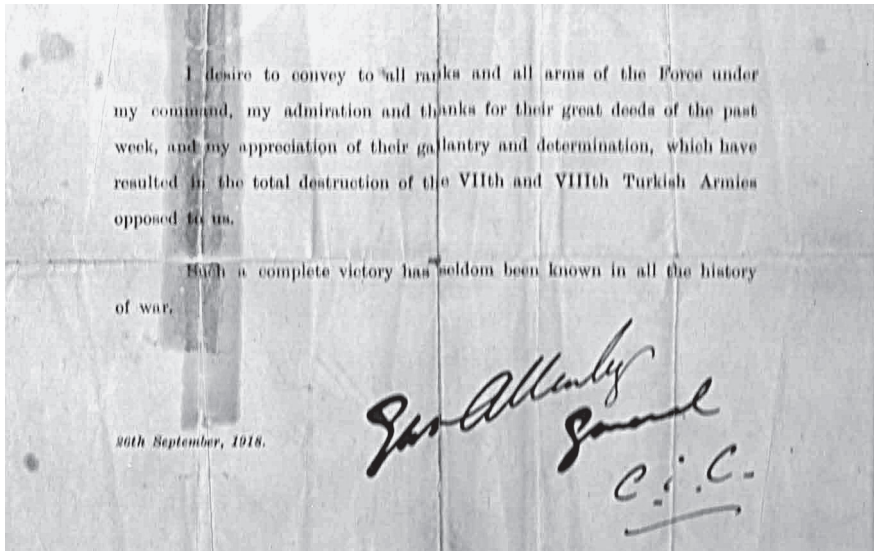 I desire to convey to all ranks and all arms of the Force under
my command, my admiration and thanks for their great deeds of the past
week, and my appreciation of their gallantry and determination, which have
resulted in the total destruction of the VIIth and VIIIth Turkish Armies
opposed to us.
Such a complete victory has seldom been known in all the history
of war.
Allenby
General
C.i.C.
26th September, 1918.